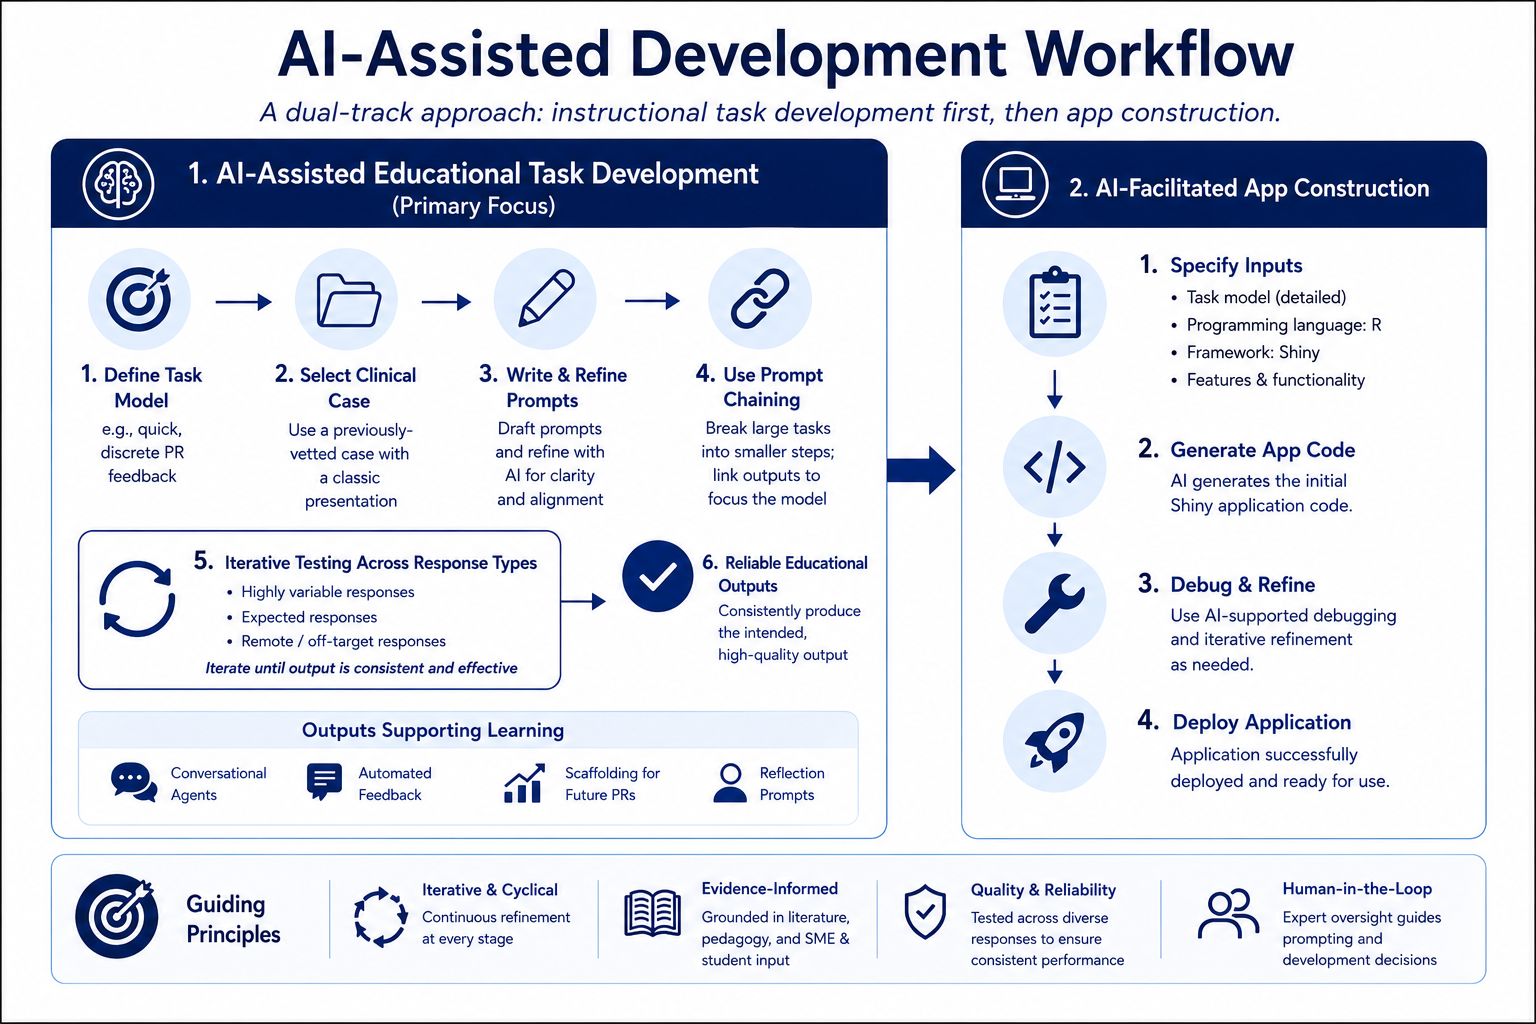 AI-Assisted Development Workflow
A dual-track approach: instructional task development first, then app construction.
1. AI-Assisted Educational Task Development
(Primary Focus)
1. Define Task
Model
e.g., quick,
discrete PR
feedback
2. Select Clinical
Case
Use a previously-
vetted case with
a classic
presentation
3. Write & Refine
Prompts
Draft prompts
and refine with
AI for clarity
and alignment
4. Use Prompt
Chaining
Break large tasks
into smaller steps;
link outputs to
focus the model
5. Iterative Testing Across Response Types
• Highly variable responses
• Expected responses
• Remote / off-target responses
Iterate until output is consistent and effective
6. Reliable Educational
Outputs
Consistently produce
the intended,
high-quality output
Outputs Supporting Learning
Conversational
Agents
Automated
Feedback
Scaffolding for
Future PRs
Reflection
Prompts
2. AI-Facilitated App Construction
1. Specify Inputs
• Task model (detailed)
• Programming language: R
• Framework: Shiny
• Features & functionality
2. Generate App Code
AI generates the initial
Shiny application code.
3. Debug & Refine
Use AI-supported debugging
and iterative refinement
as needed.
4. Deploy Application
Application successfully
deployed and ready for use.
Guiding
Principles
Iterative & Cyclical
Continuous refinement
at every stage
Evidence-Informed
Grounded in literature,
pedagogy, and SME &
student input
Quality & Reliability
Tested across diverse
responses to ensure
consistent performance
Human-in-the-Loop
Expert oversight guides
prompting and
development decisions